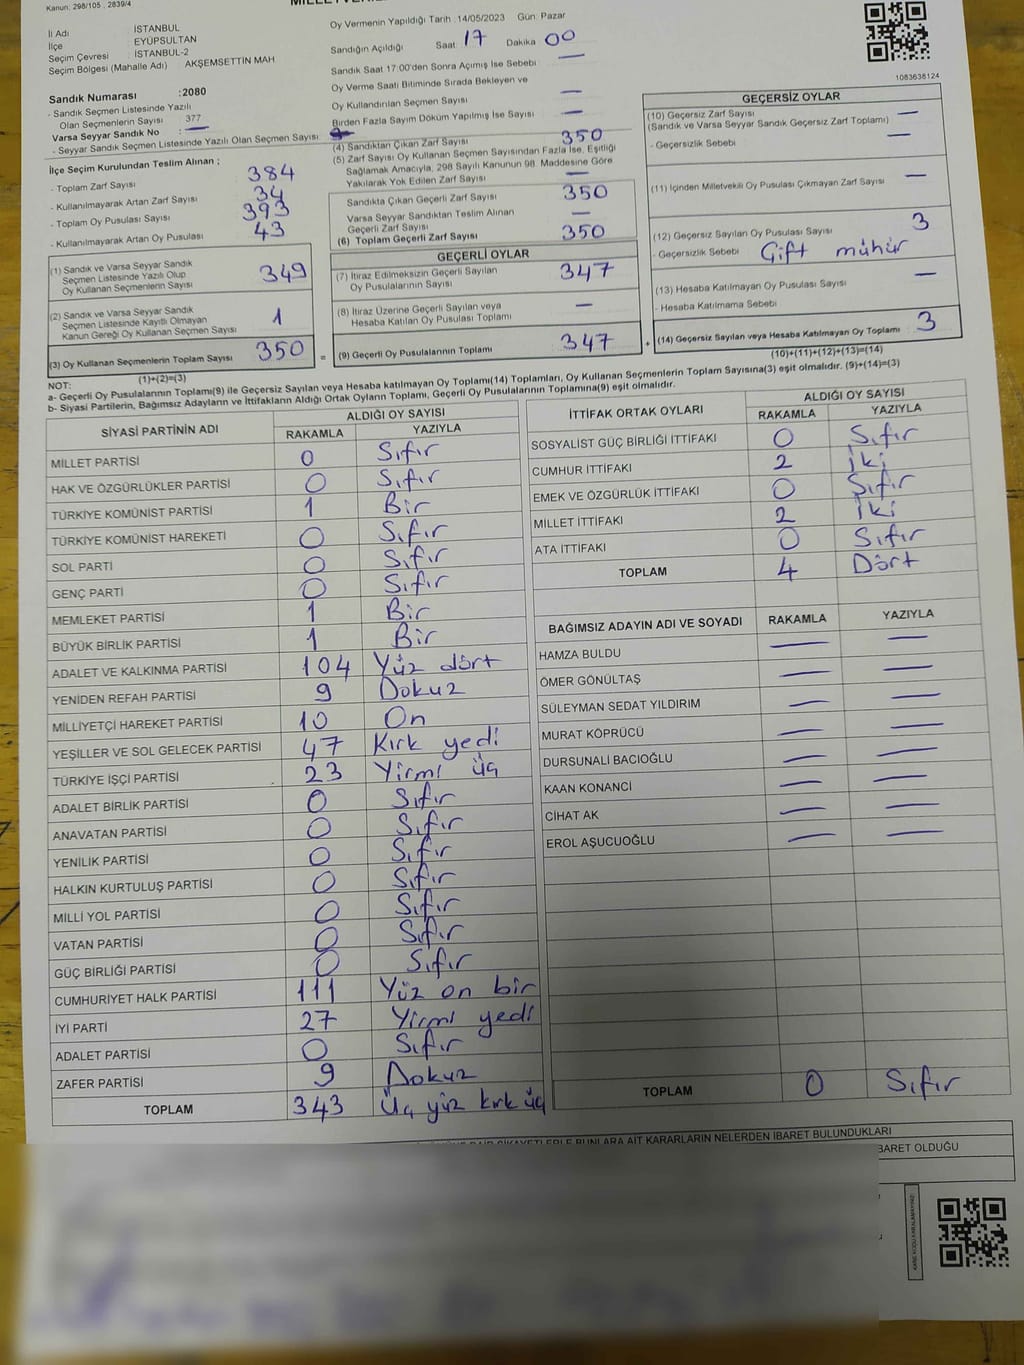 Kanun: 298/105 , 2839/4
İl Adı İSTANBUL
İlçe EYÜPSULTAN
Seçim Çevresi İSTANBUL-2
Seçim Bölgesi (Mahalle Adı) AKŞEMSETTİN MAH
Sandık Numarası :2080
- Sandık Seçmen Listesinde Yazılı
Olan Seçmenlerin Sayısı 377
Varsa Seyyar Sandık No : —
- Seyyar Sandık Seçmen Listesinde Yazılı Olan Seçmen Sayısı
Oy Vermenin Yapıldığı Tarih :14/05/2023 Gün: Pazar
Sandığın Açıldığı Saat 17 Dakika 00
Sandık Saat 17:00'den Sonra Açımış İse Sebebi —
Oy Verme Saati Bitiminde Sırada Bekleyen ve
Oy Kullandırılan Seçmen Sayısı —
Birden Fazla Sayım Döküm Yapılmış İse Sayısı —
1083638124
İlçe Seçim Kurulundan Teslim Alınan ;
- Toplam Zarf Sayısı 384
- Kullanılmayarak Artan Zarf Sayısı 34
- Toplam Oy Pusulası Sayısı 393
- Kullanılmayarak Artan Oy Pusulası 43
(1) Sandık ve Varsa Seyyar Sandık
Seçmen Listesinde Yazılı Olup
Oy Kullanan Seçmenlerin Sayısı 349
(2) Sandık ve Varsa Seyyar Sandık
Seçmen Listesinde Kayıtlı Olmayan
Kanun Gereği Oy Kullanan Seçmen Sayısı 1
(3) Oy Kullanan Seçmenlerin Toplam Sayısı 350
(1)+(2)=(3)
(4) Sandıktan Çıkan Zarf Sayısı 350
(5) Zarf Sayısı Oy Kullanan Seçmen Sayısından Fazla İse, Eşitliği
Sağlamak Amacıyla, 298 Sayılı Kanunun 98. Maddesine Göre
Yakılarak Yok Edilen Zarf Sayısı —
Sandıkta Çıkan Geçerli Zarf Sayısı 350
Varsa Seyyar Sandıktan Teslim Alınan
Geçerli Zarf Sayısı —
(6) Toplam Geçerli Zarf Sayısı 350
GEÇERLİ OYLAR
(7) İtiraz Edilmeksizin Geçerli Sayılan
Oy Pusulalarının Sayısı 347
(8) İtiraz Üzerine Geçerli Sayılan veya
Hesaba Katılan Oy Pusulası Toplamı —
= (9) Geçerli Oy Pusulalarının Toplamı 347
GEÇERSİZ OYLAR
(10) Geçersiz Zarf Sayısı —
(Sandık ve Varsa Seyyar Sandık Geçersiz Zarf Toplamı)
- Geçersizlik Sebebi —
(11) İçinden Milletvekili Oy Pusulası Çıkmayan Zarf Sayısı —
(12) Geçersiz Sayılan Oy Pusulası Sayısı 3
- Geçersizlik Sebebi Çift mühür
(13) Hesaba Katılmayan Oy Pusulası Sayısı —
- Hesaba Katılmama Sebebi
+ (14) Geçersiz Sayılan veya Hesaba Katılmayan Oy Toplamı 3
(10)+(11)+(12)+(13)=(14)
NOT:
a- Geçerli Oy Pusulalarının Toplamı(9) ile Geçersiz Sayılan veya Hesaba katılmayan Oy Toplamı(14) Toplamları, Oy Kullanan Seçmenlerin Toplam Sayısına(3) eşit olmalıdır. (9)+(14)=(3)
b- Siyasi Partilerin, Bağımsız Adayların ve İttifakların Aldığı Ortak Oyların Toplamı, Geçerli Oy Pusulalarının Toplamına(9) eşit olmalıdır.
SİYASİ PARTİNİN ADI ALDIĞI OY SAYISI
RAKAMLA YAZIYLA
MİLLET PARTİSİ 0 Sıfır
HAK VE ÖZGÜRLÜKLER PARTİSİ 0 Sıfır
TÜRKİYE KOMÜNİST PARTİSİ 1 Bir
TÜRKİYE KOMÜNİST HAREKETİ 0 Sıfır
SOL PARTİ 0 Sıfır
GENÇ PARTİ 0 Sıfır
MEMLEKET PARTİSİ 1 Bir
BÜYÜK BİRLİK PARTİSİ 1 Bir
ADALET VE KALKINMA PARTİSİ 104 Yüz dört
YENİDEN REFAH PARTİSİ 9 Dokuz
MİLLİYETÇİ HAREKET PARTİSİ 10 On
YEŞİLLER VE SOL GELECEK PARTİSİ 47 Kırk yedi
TÜRKİYE İŞÇİ PARTİSİ 23 Yirmi üç
ADALET BİRLİK PARTİSİ 0 Sıfır
ANAVATAN PARTİSİ 0 Sıfır
YENİLİK PARTİSİ 0 Sıfır
HALKIN KURTULUŞ PARTİSİ 0 Sıfır
MİLLİ YOL PARTİSİ 0 Sıfır
VATAN PARTİSİ 0 Sıfır
GÜÇ BİRLİĞİ PARTİSİ 0 Sıfır
CUMHURİYET HALK PARTİSİ 111 Yüz on bir
İYİ PARTİ 27 Yirmi yedi
ADALET PARTİSİ 0 Sıfır
ZAFER PARTİSİ 9 Dokuz
TOPLAM 343 Üç yüz kırk üç
İTTİFAK ORTAK OYLARI ALDIĞI OY SAYISI
RAKAMLA YAZIYLA
SOSYALİST GÜÇ BİRLİĞİ İTTİFAKI 0 Sıfır
CUMHUR İTTİFAKI 2 İki
EMEK VE ÖZGÜRLÜK İTTİFAKI 0 Sıfır
MİLLET İTTİFAKI 2 İki
ATA İTTİFAKI 0 Sıfır
TOPLAM 4 Dört
BAĞIMSIZ ADAYIN ADI VE SOYADI RAKAMLA YAZIYLA
HAMZA BULDU — —
ÖMER GÖNÜLTAŞ — —
SÜLEYMAN SEDAT YILDIRIM — —
MURAT KÖPRÜCÜ — —
DURSUNALİ BACIOĞLU — —
KAAN KONANCİ — —
CİHAT AK — —
EROL AŞUCUOĞLU — —
TOPLAM 0 Sıfır
KARARLARIN NELERDEN İBARET BULUNDUKLARI
OLDUĞU